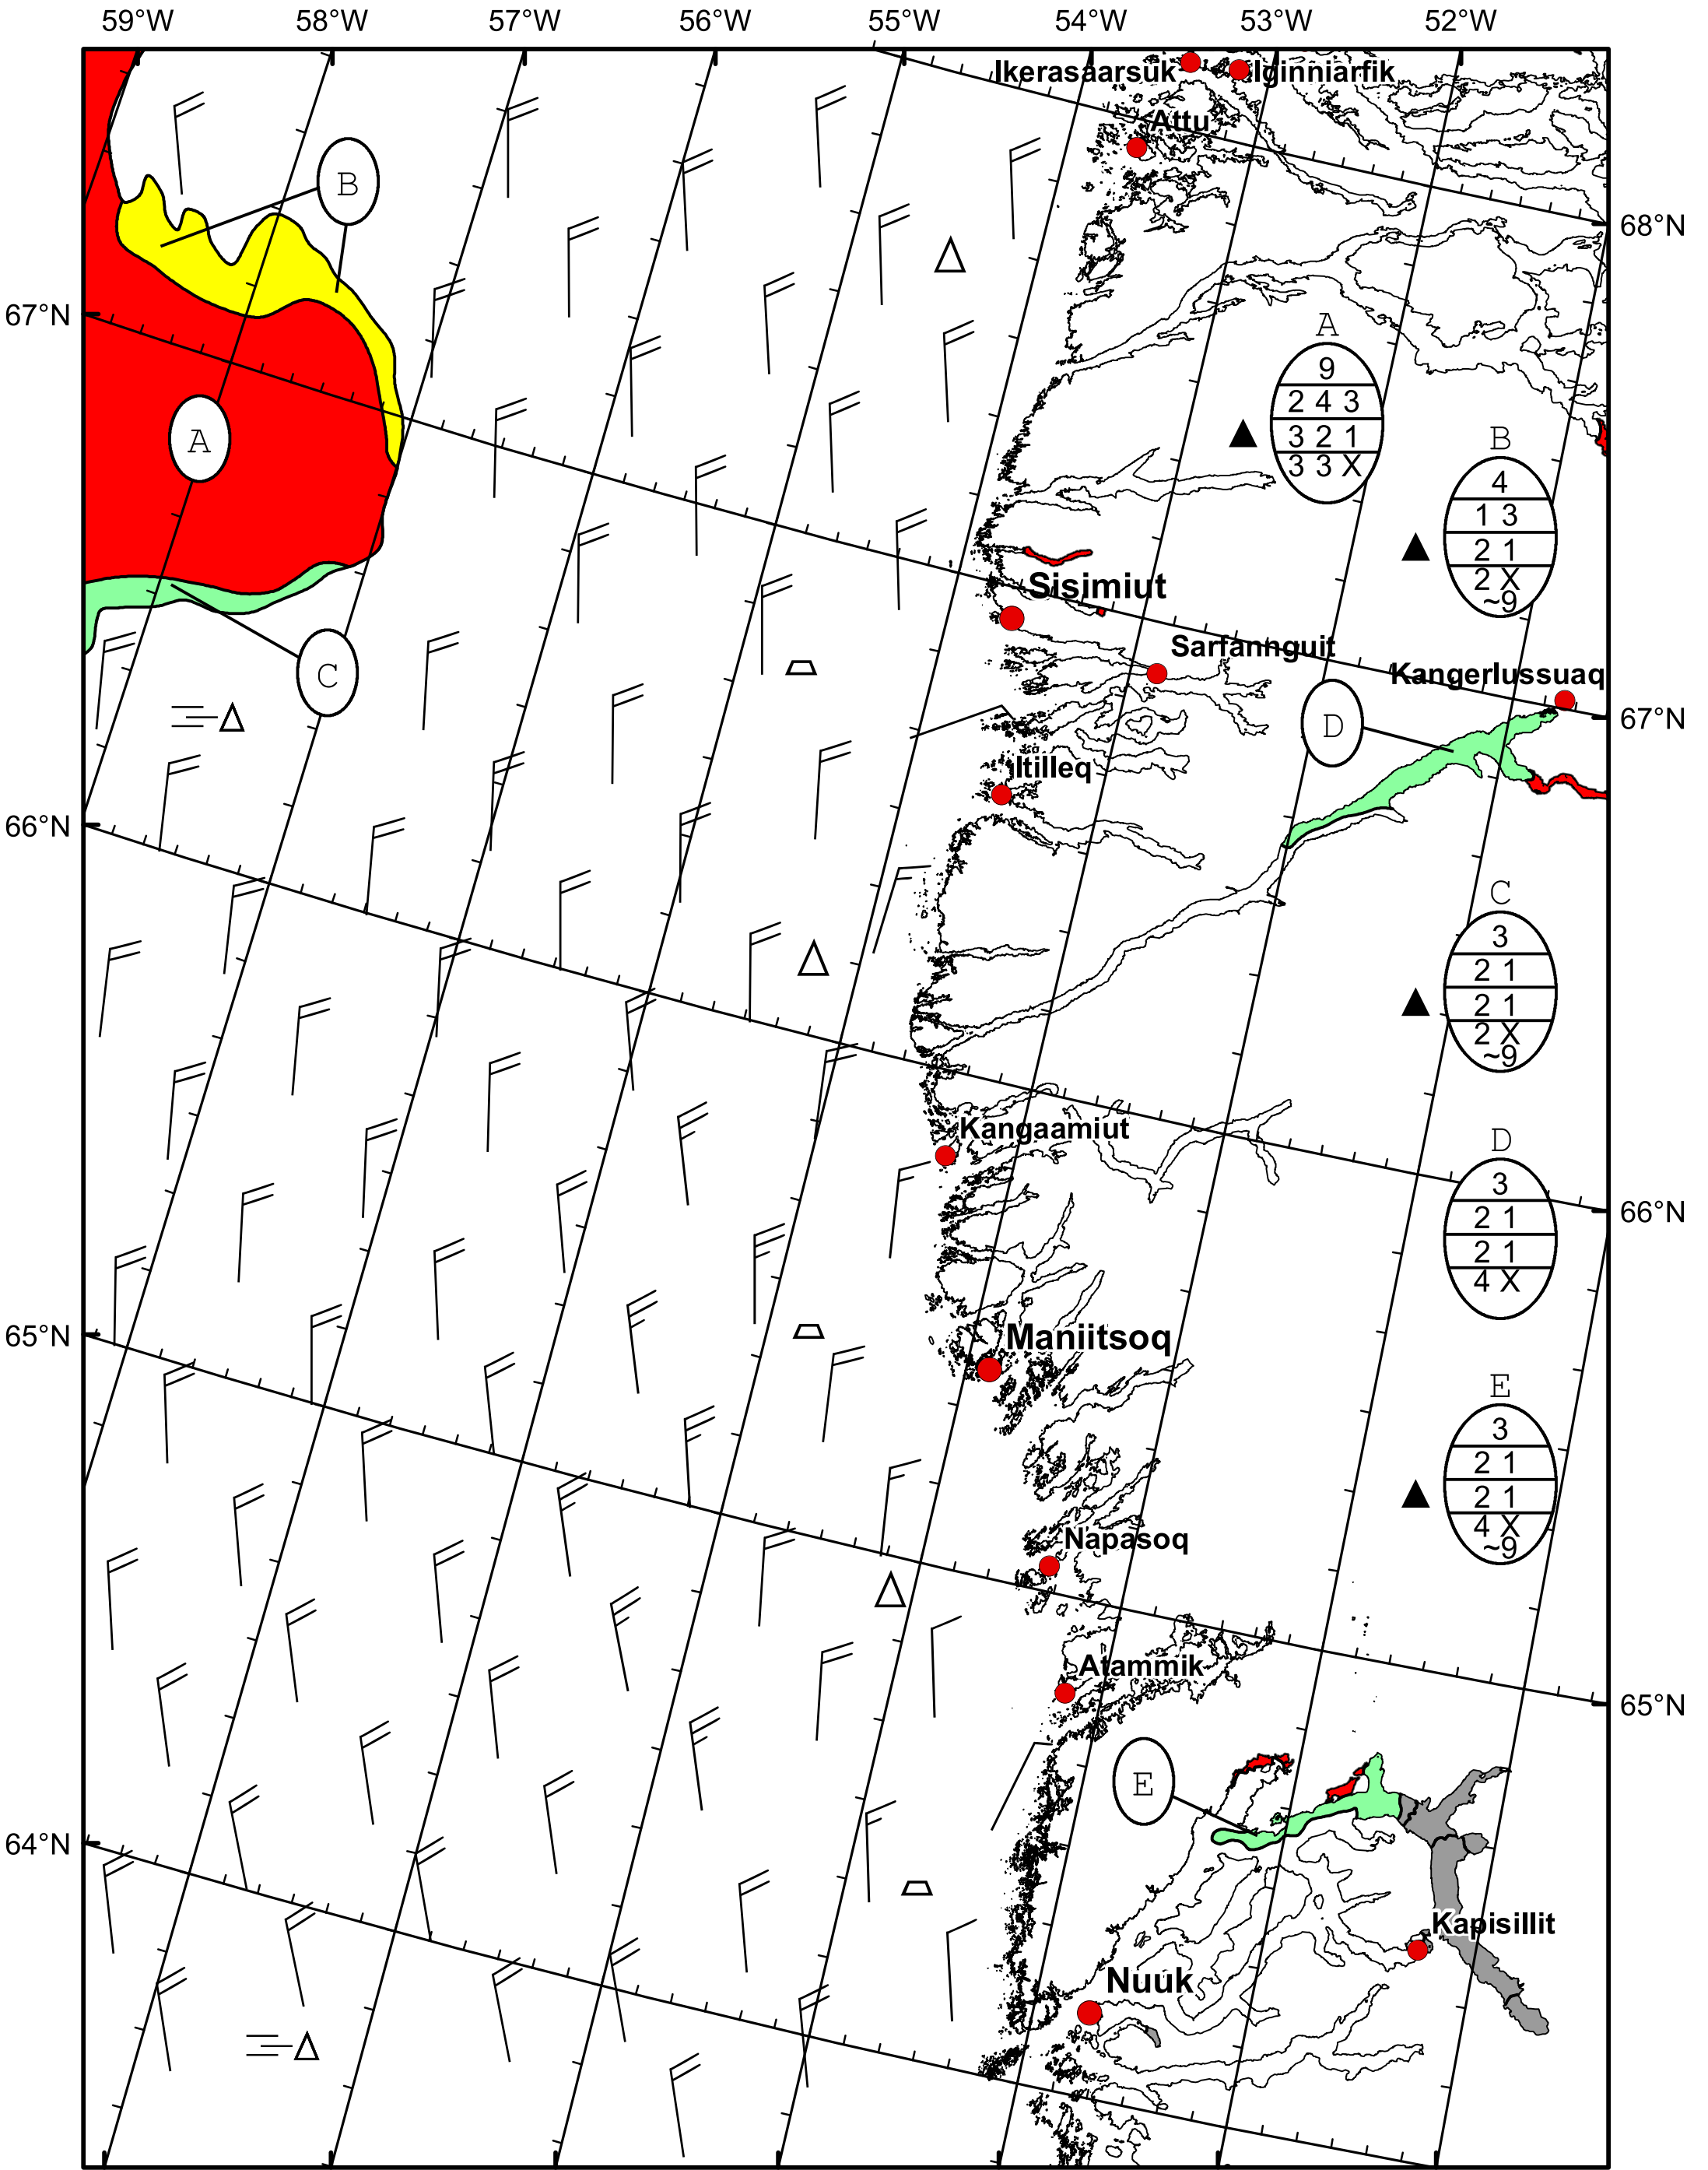 59°W 58°W 57°W 56°W 55°W 54°W 53°W 52°W
Ikerasaarsuk
Iginniarfik
Attu
B
68°N
67°N
A
A
9
2 4 3
3 2 1
3 3 X
B
4
1 3
2 1
2 X
~9
Sisimiut
Sarfannguit
Kangerlussuaq
C
D
67°N
Itilleq
66°N
C
3
2 1
2 1
2 X
~9
Kangaamiut
D
3
2 1
2 1
4 X
66°N
65°N
Maniitsoq
E
3
2 1
2 1
4 X
~9
Napasoq
Atammik
65°N
E
64°N
Kapisillit
Nuuk